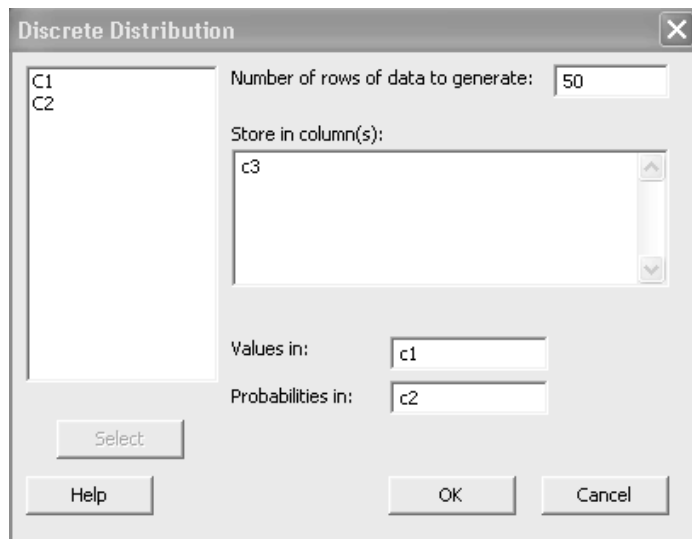 Discrete Distribution
C1
C2
Number of rows of data to generate: 50
Store in column(s):
c3
Values in: c1
Probabilities in: c2
Select
Help OK Cancel